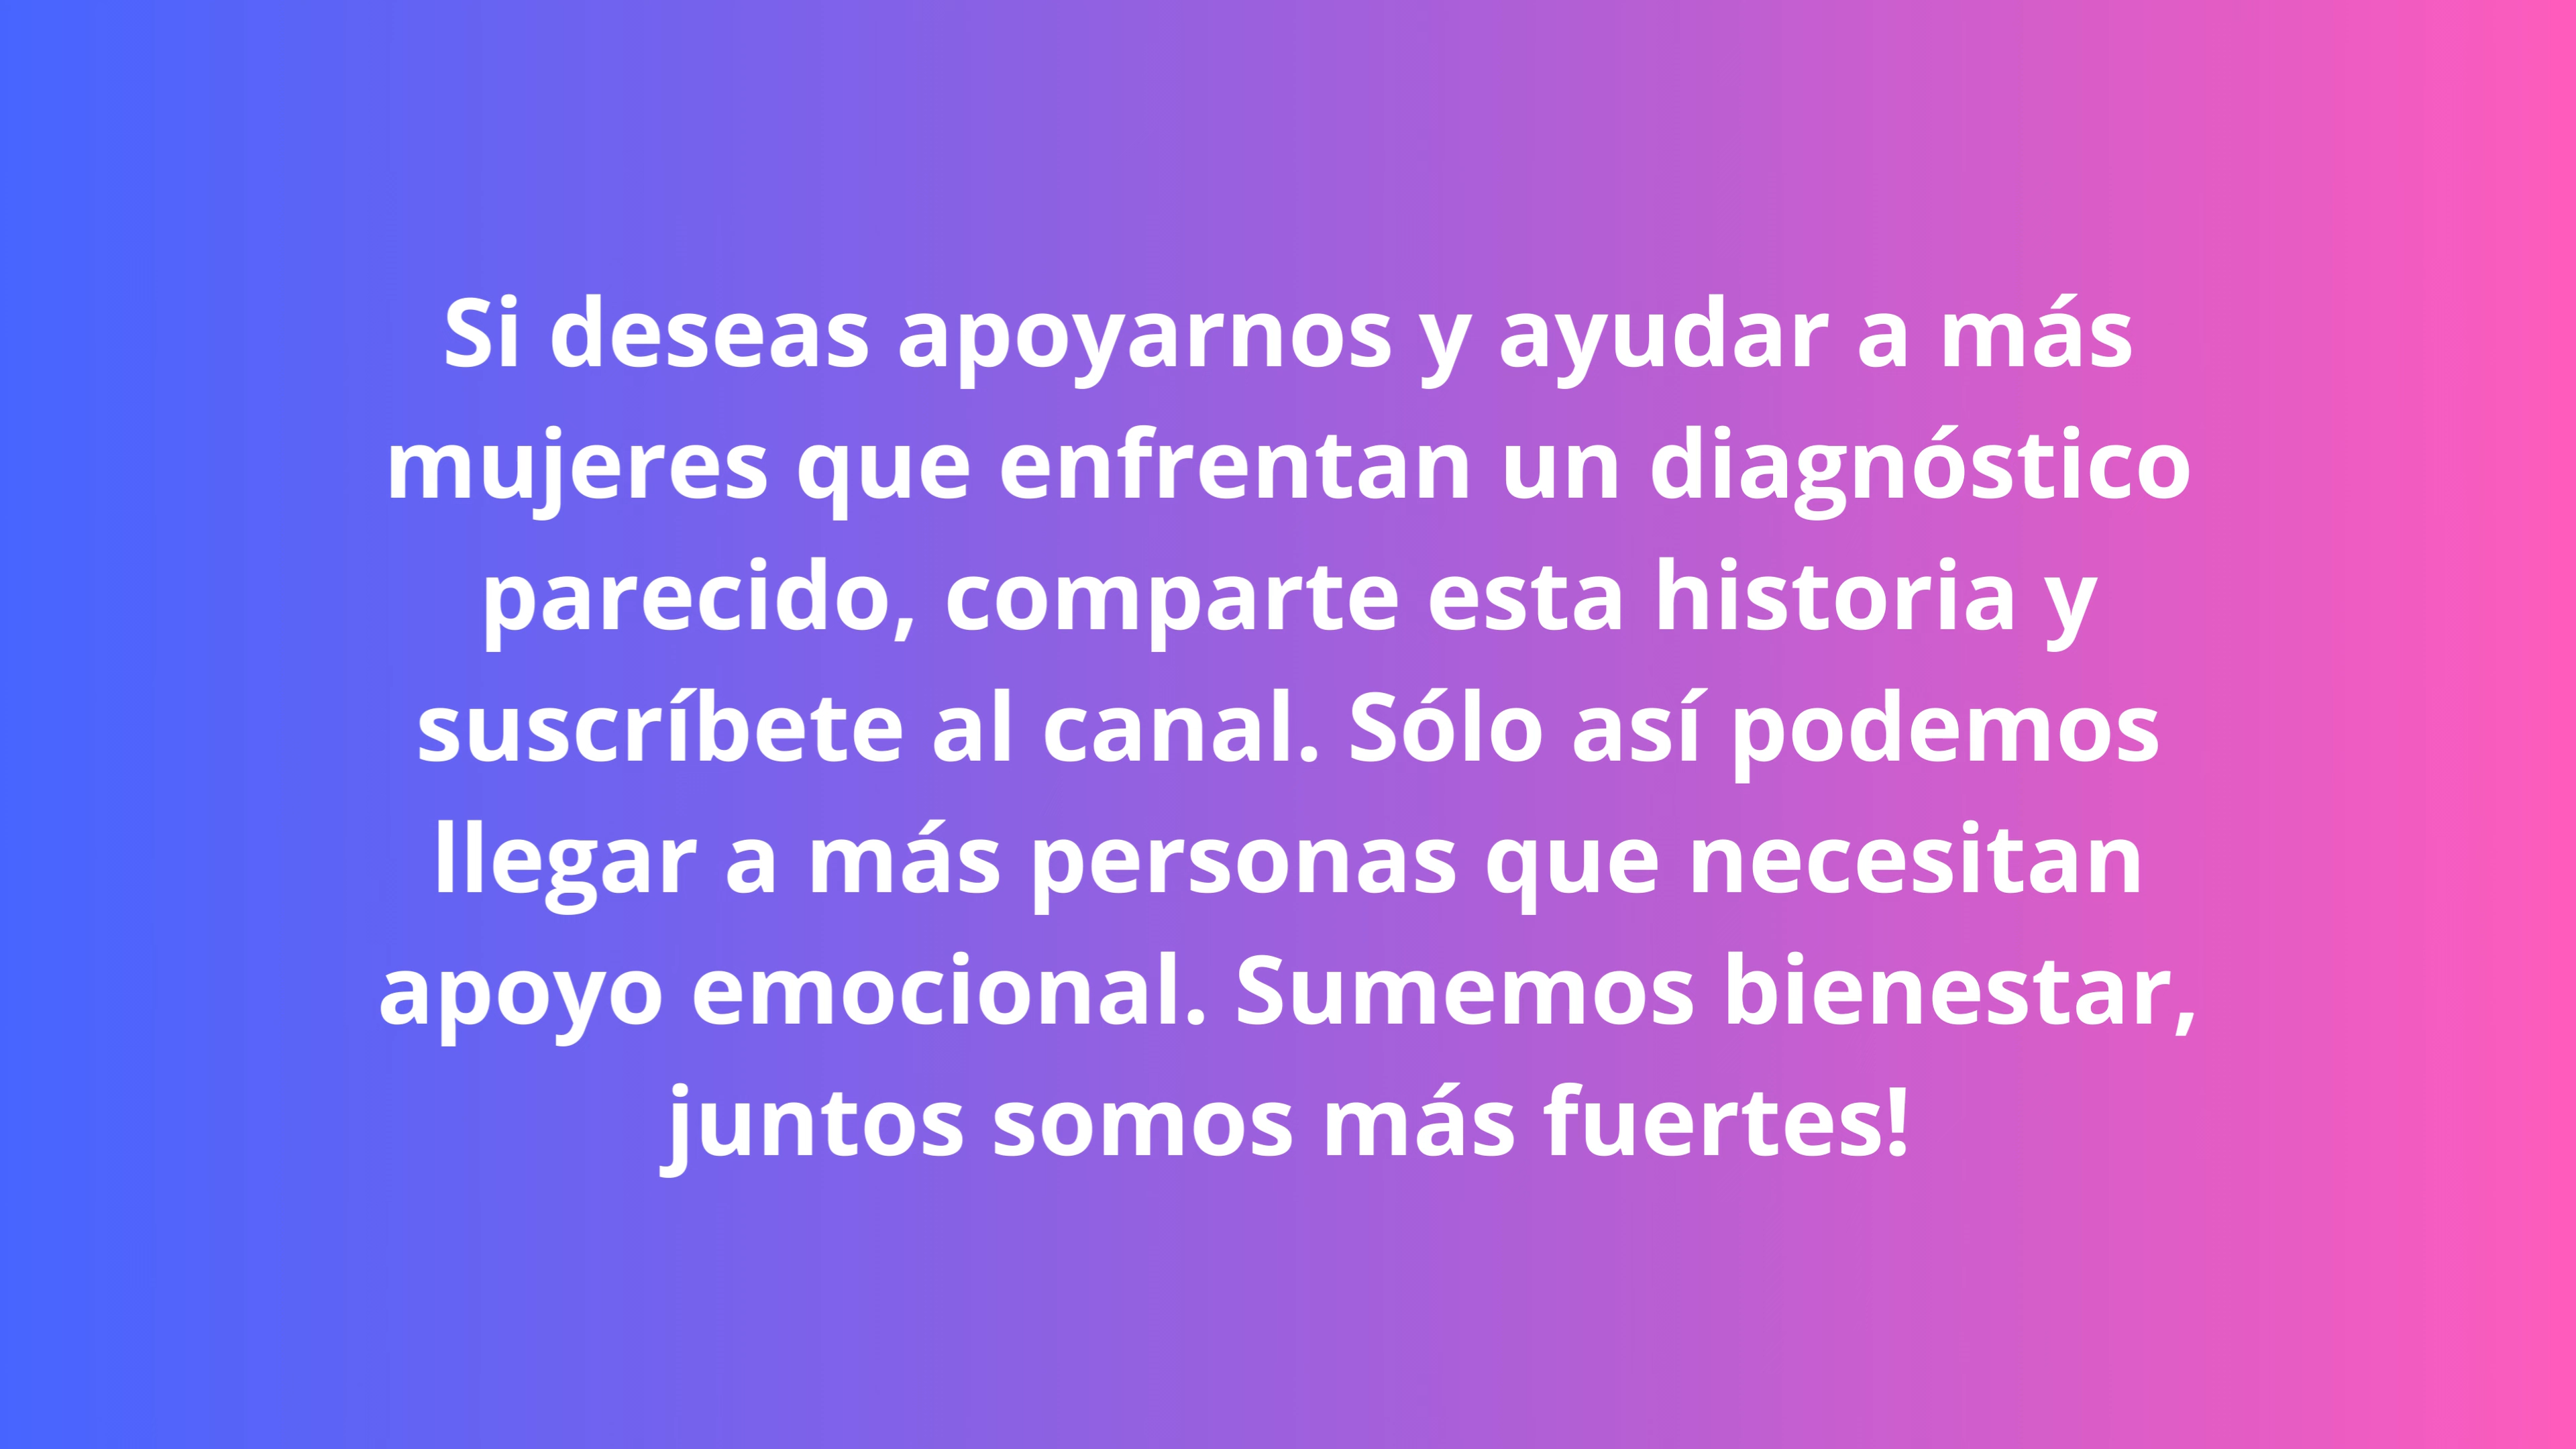 Si deseas apoyarnos y ayudar a más
mujeres que enfrentan un diagnóstico
parecido, comparte esta historia y
suscríbete al canal. Sólo así podemos
llegar a más personas que necesitan
apoyo emocional. Sumemos bienestar,
juntos somos más fuertes!